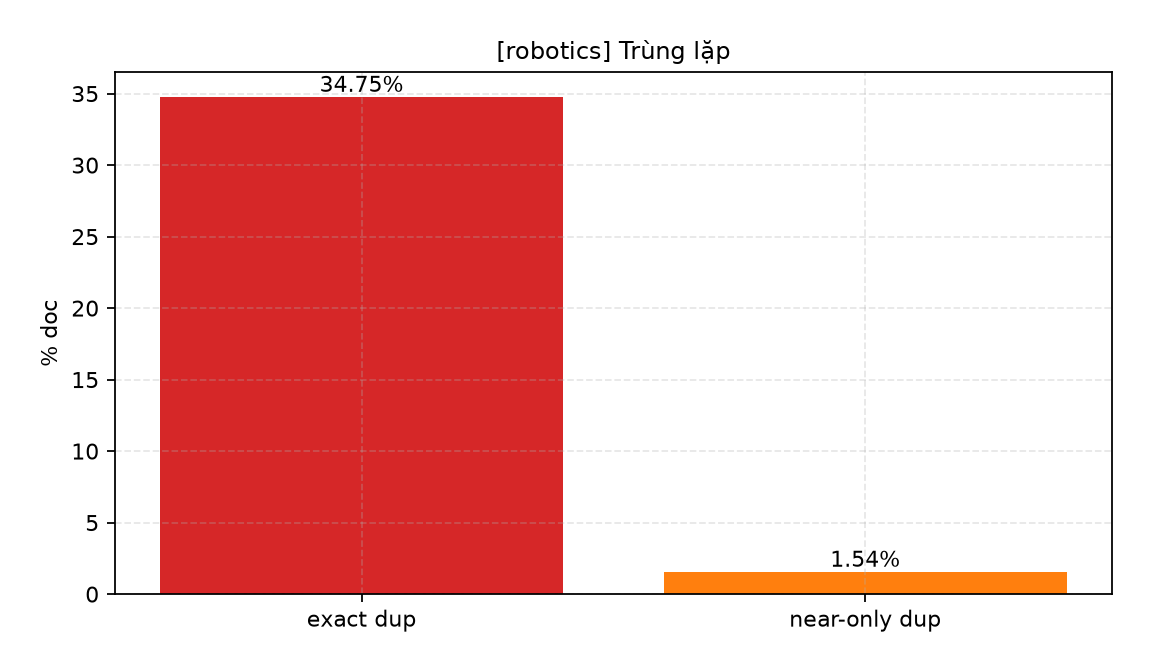 [robotics] Trùng lặp
34.75%
35
30
25
20
15
10
5
0
% doc
1.54%
exact dup
near-only dup